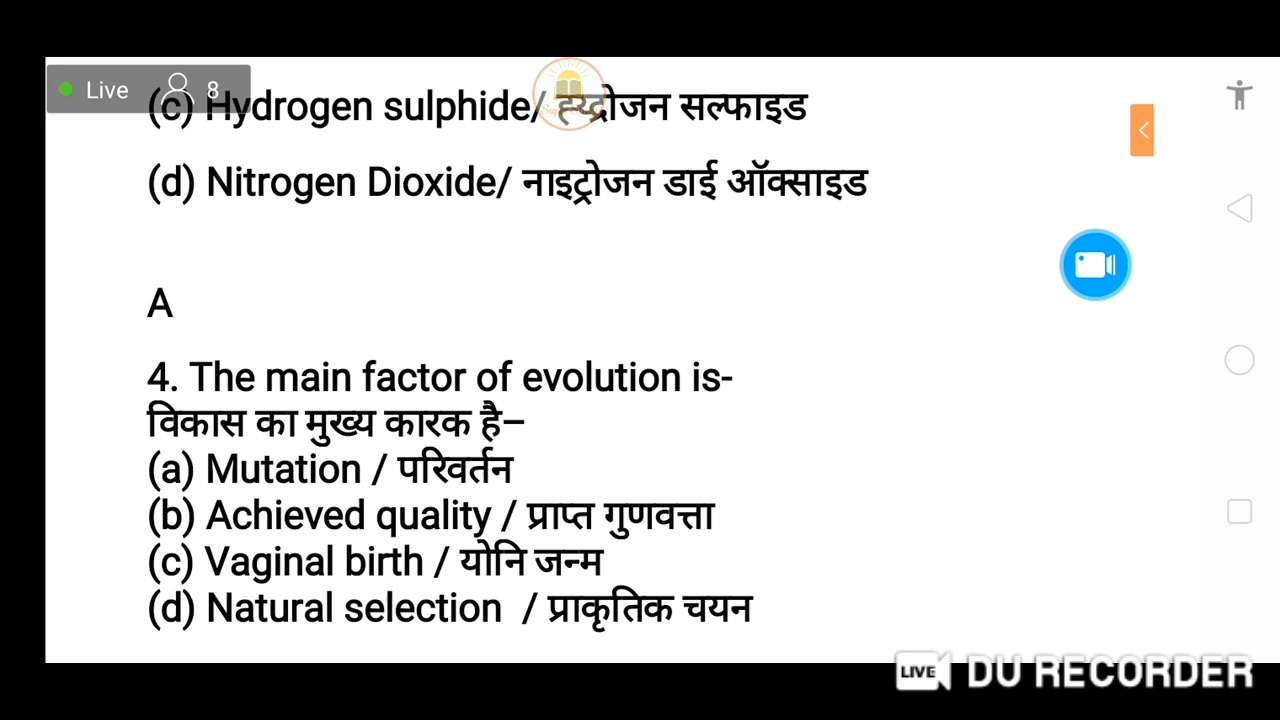 Live 8
(c) Hydrogen sulphide/ ह्य्द्रोजन सल्फाइड
(d) Nitrogen Dioxide/ नाइट्रोजन डाई ऑक्साइड
A
4. The main factor of evolution is-
विकास का मुख्य कारक है–
(a) Mutation / परिवर्तन
(b) Achieved quality / प्राप्त गुणवत्ता
(c) Vaginal birth / योनि जन्म
(d) Natural selection / प्राकृतिक चयन
LIVE DU RECORDER